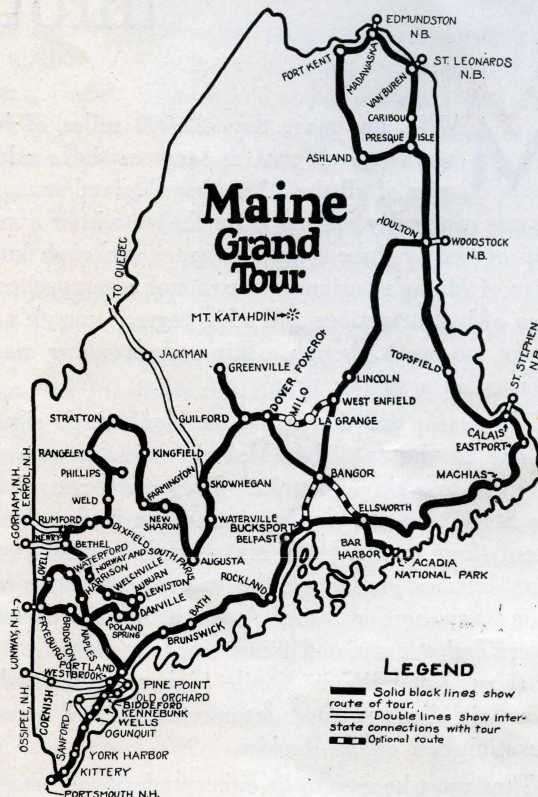 EDMUNDSTON
N.B.
FORT KENT
MADAWASKA
ST. LEONARDS
N.B.
VAN BUREN
CARIBOU
PRESQUE ISLE
ASHLAND
Maine
Grand
Tour
HOULTON
WOODSTOCK
N.B.
TO QUEBEC
MT. KATAHDIN
JACKMAN
GREENVILLE
DOVER FOXCROF
MILO
LINCOLN
TOPSFIELD
ST. STEPHEN
N.B.
WEST ENFIELD
STRATTON
GUILFORD
LA GRANGE
CALAIS
EASTPORT
RANGELEY
KINGFIELD
PHILLIPS
BANGOR
MACHIAS
FARMINGTON
SKOWHEGAN
WELD
NEW
SHARON
ELLSWORTH
ERROL, N.H.
GORHAM, N.H.
RUMFORD
DIXFIELD
WATERVILLE
BUCKSPORT
BELFAST
NEWRY
BETHEL
BAR
HARBOR
AUGUSTA
ACADIA
NATIONAL PARK
WATERFORD
NORWAY AND SOUTH PARIS
LOVELL
HARRISON
WELCHVILLE
AUBURN
LEWISTON
ROCKLAND
DANVILLE
POLAND
SPRING
BATH
BRUNSWICK
CONWAY, N.H.
FRYEBURG
BRIDGTON
NAPLES
PORTLAND
WESTBROOK
PINE POINT
OLD ORCHARD
BIDDEFORD
KENNEBUNK
WELLS
OGUNQUIT
OSSIPEE, N.H.
CORNISH
SANFORD
YORK HARBOR
KITTERY
PORTSMOUTH, N.H.
LEGEND
Solid black lines show
route of tour
Double lines show inter-
state connections with tour
Optional route